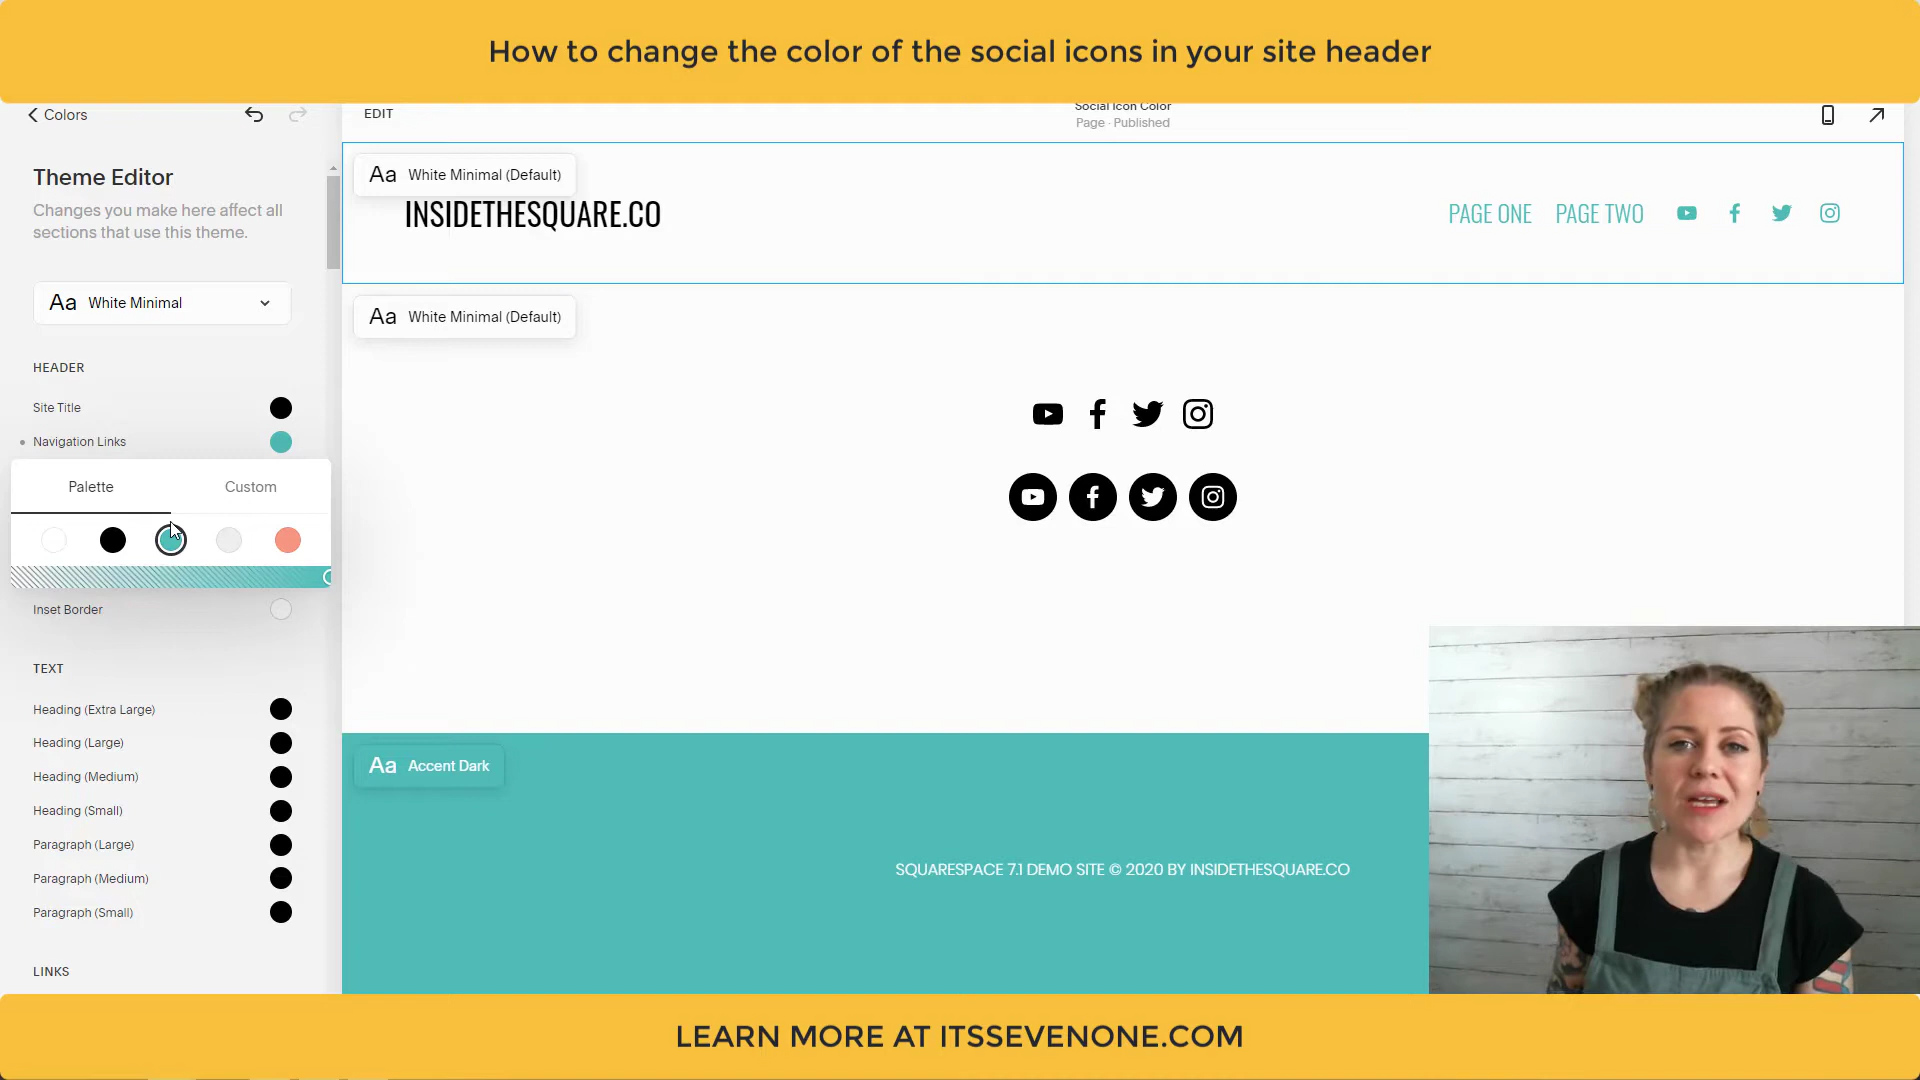 How to change the color of the social icons in your site header
Colors
EDIT
Social Icon Color
Page · Published
Theme Editor
Changes you make here affect all
sections that use this theme.
Aa White Minimal
HEADER
Site Title
Navigation Links
Palette
Custom
Inset Border
TEXT
Heading (Extra Large)
Heading (Large)
Heading (Medium)
Heading (Small)
Paragraph (Large)
Paragraph (Medium)
Paragraph (Small)
LINKS
Aa White Minimal (Default)
INSIDETHESQUARE.CO
PAGE ONE
PAGE TWO
Aa White Minimal (Default)
Aa Accent Dark
SQUARESPACE 7.1 DEMO SITE © 2020 BY INSIDETHESQUARE.CO
LEARN MORE AT ITSSEVENONE.COM